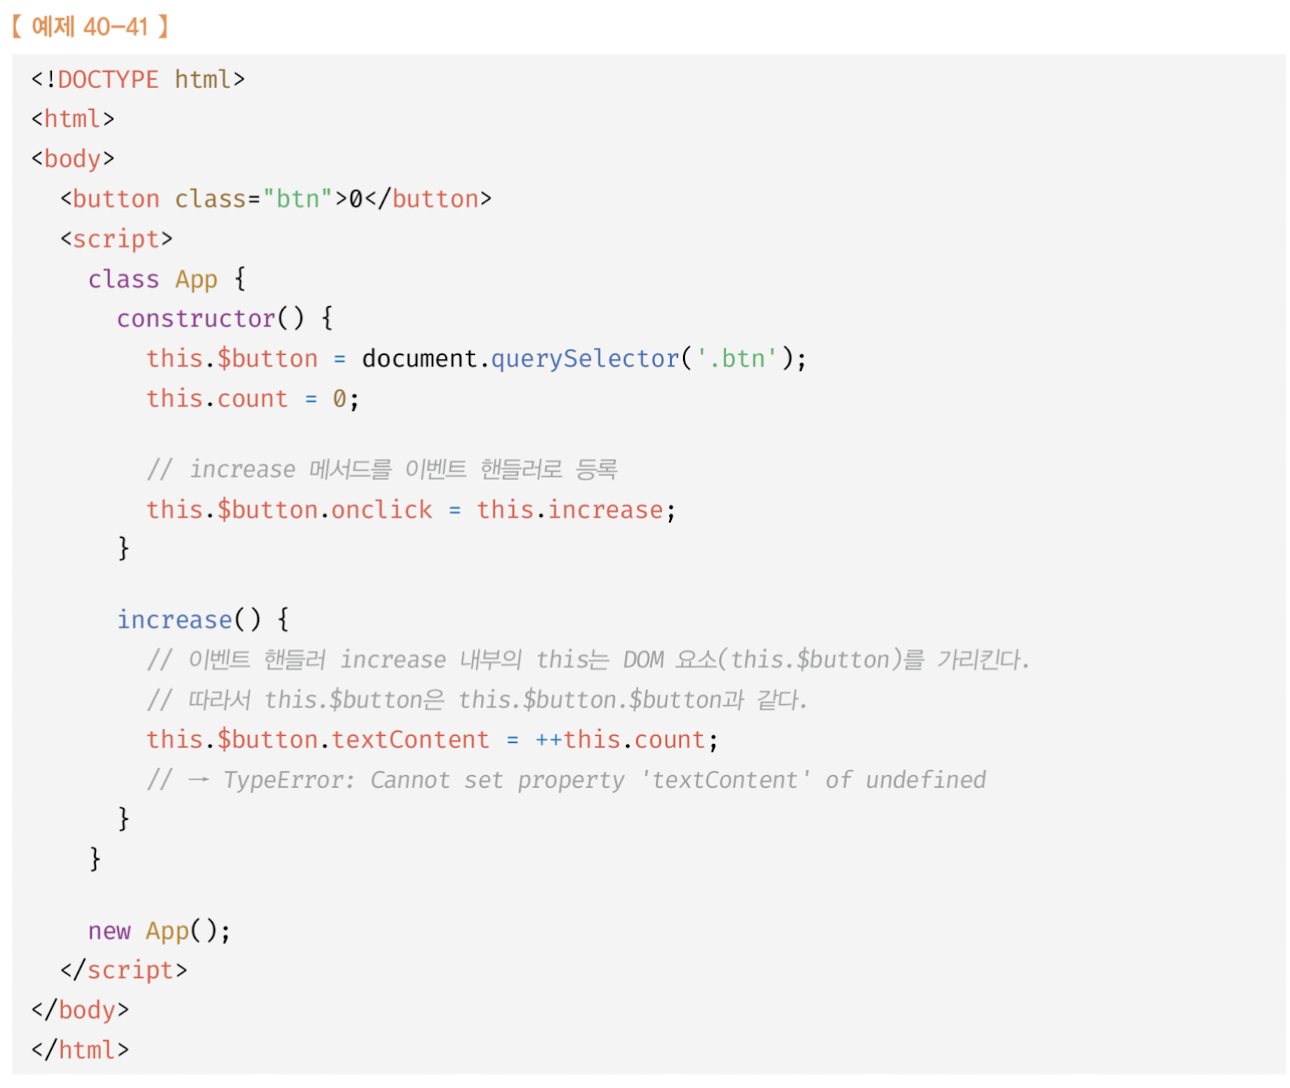 【 예제 40-41 】
<!DOCTYPE html>
<html>
<body>
  <button class="btn">0</button>
  <script>
    class App {
      constructor() {
        this.$button = document.querySelector('.btn');
        this.count = 0;

        // increase 메서드를 이벤트 핸들러로 등록
        this.$button.onclick = this.increase;
      }

      increase() {
        // 이벤트 핸들러 increase 내부의 this는 DOM 요소(this.$button)를 가리킨다.
        // 따라서 this.$button은 this.$button.$button과 같다.
        this.$button.textContent = ++this.count;
        // → TypeError: Cannot set property 'textContent' of undefined
      }
    }

    new App();
  </script>
</body>
</html>